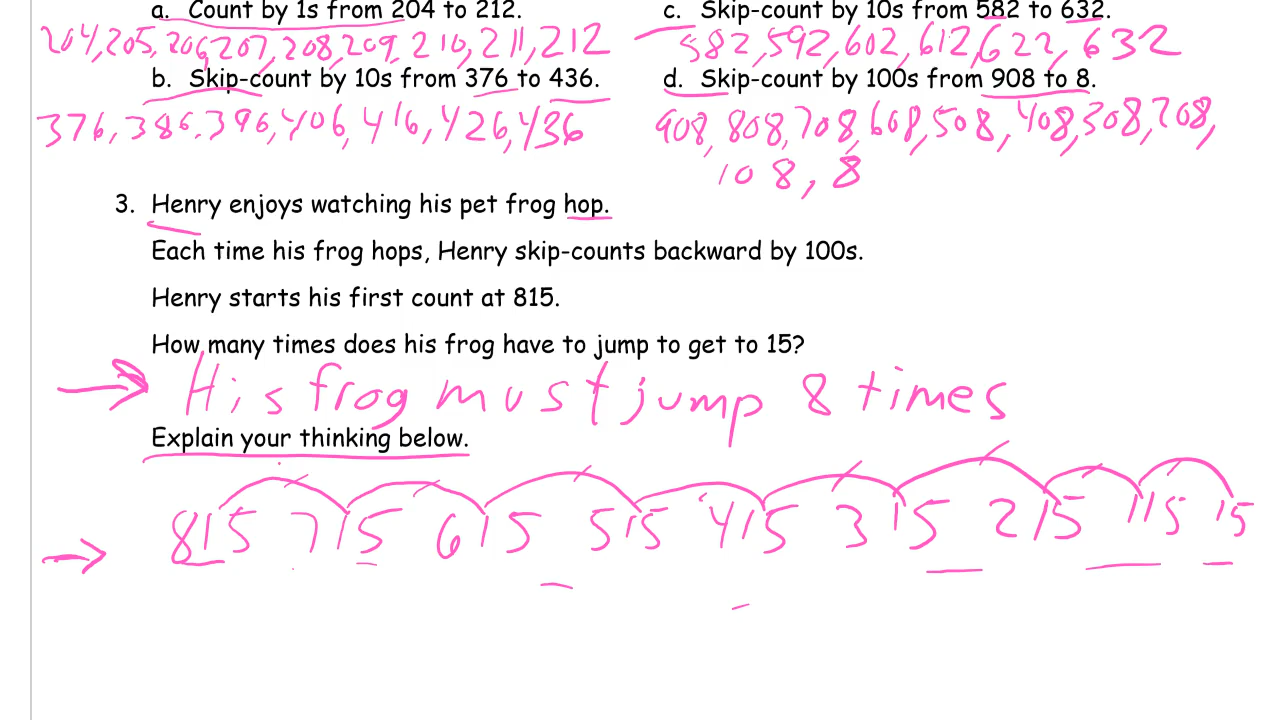 a. Count by 1s from 204 to 212.
204,205,206,207,208,209,210,211,212
b. Skip-count by 10s from 376 to 436.
376,386,396,406,416,426,436
c. Skip-count by 10s from 582 to 632.
582,592,602,612,622,632
d. Skip-count by 100s from 908 to 8.
908,808,708,608,508,408,308,208,
108,8
3. Henry enjoys watching his pet frog hop.
Each time his frog hops, Henry skip-counts backward by 100s.
Henry starts his first count at 815.
How many times does his frog have to jump to get to 15?
His frog must jump 8 times
Explain your thinking below.
815 715 615 515 415 315 215 115 15